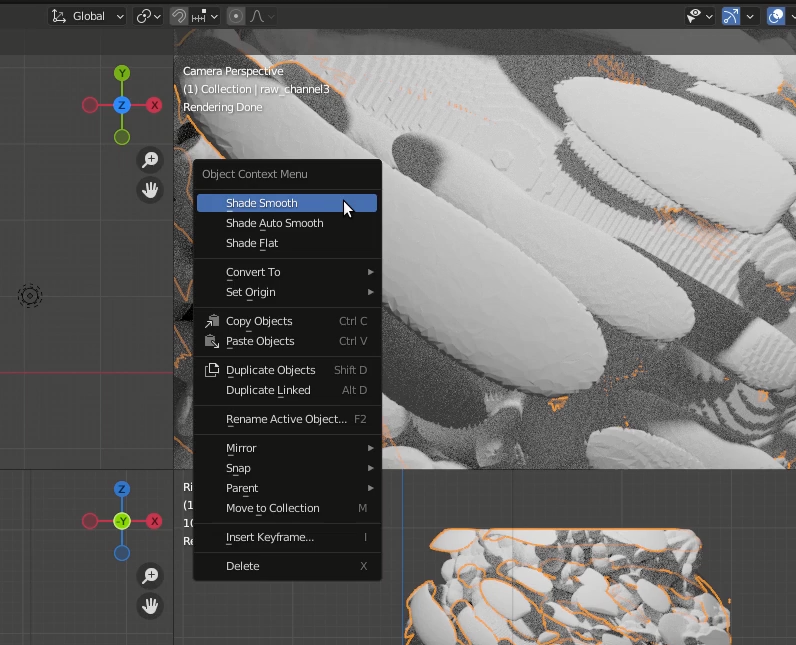 Global
Camera Perspective
(1) Collection | raw_channel3
Rendering Done
Y
Z
X
Object Context Menu
Shade Smooth
Shade Auto Smooth
Shade Flat
Convert To
Set Origin
Copy Objects Ctrl C
Paste Objects Ctrl V
Duplicate Objects Shift D
Duplicate Linked Alt D
Rename Active Object... F2
Mirror
Snap
Parent
Move to Collection M
Insert Keyframe... I
Delete X
Z
-Y
X
Ri
(1
10
Re